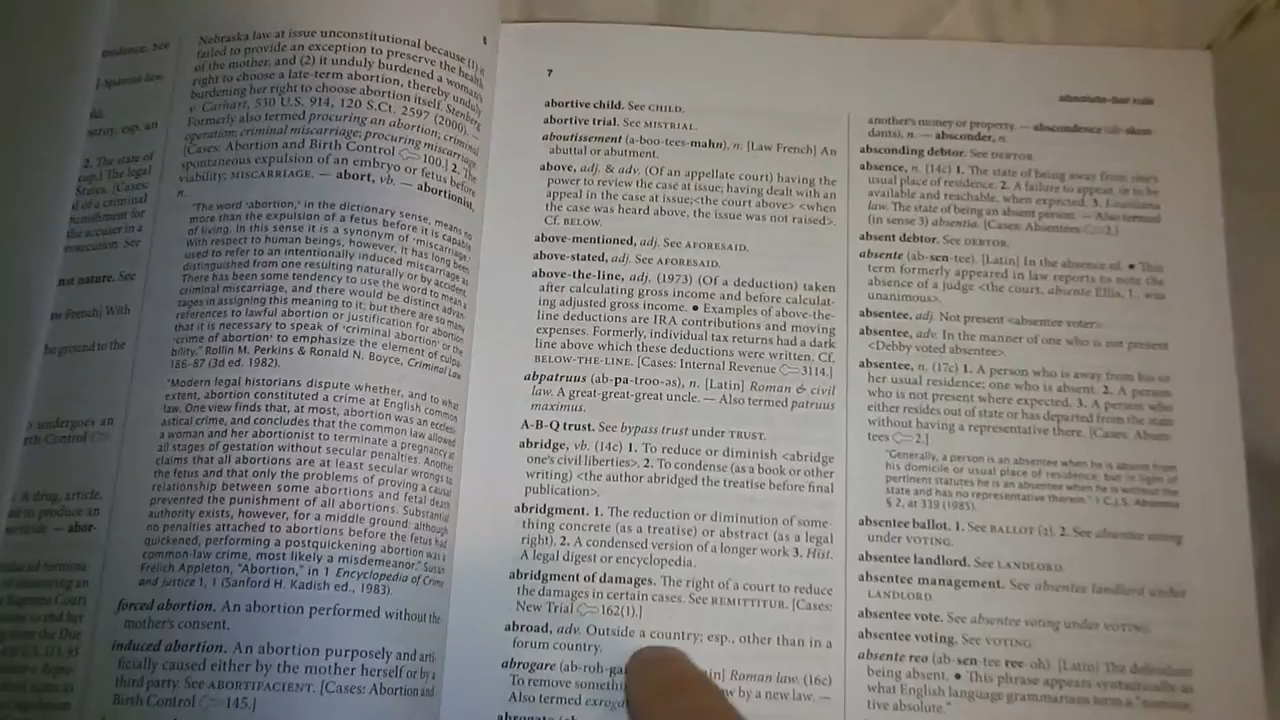 Nebraska law at issue unconstitutional because (1) it
failed to provide an exception to preserve the health
of the mother, and (2) it unduly burdened a woman's
right to choose a late-term abortion, thereby unduly
burdening her right to choose abortion itself. Stenberg
v. Carhart, 530 U.S. 914, 120 S.Ct. 2597 (2000). —
Formerly also termed procuring an abortion; criminal
operation; criminal miscarriage; procuring miscarriage.
[Cases: Abortion and Birth Control 100.] 2. The
spontaneous expulsion of an embryo or fetus before
viability; MISCARRIAGE. — abort, vb. — abortionist,
n.
"The word 'abortion,' in the dictionary sense, means no
more than the expulsion of a fetus before it is capable
of living. In this sense it is a synonym of 'miscarriage.'
With respect to human beings, however, it has long been
used to refer to an intentionally induced miscarriage as
distinguished from one resulting naturally or by accident.
There has been some tendency to use the word to mean a
criminal miscarriage, and there would be distinct advan-
tages in assigning this meaning to it; but there are so many
references to lawful abortion or justification for abortion
that it is necessary to speak of 'criminal abortion' or the
'crime of abortion' to emphasize the element of culpa-
bility." Rollin M. Perkins & Ronald N. Boyce, Criminal Law
186-87 (3d ed. 1982).
"Modern legal historians dispute whether, and to what
extent, abortion constituted a crime at English common
law. One view finds that, at most, abortion was an eccles-
astical crime, and concludes that the common law allowed
a woman and her abortionist to terminate a pregnancy at
all stages of gestation without secular penalties. Another
claims that all abortions are at least secular wrongs to
the fetus and that only the problems of proving a causal
relationship between some abortions and fetal death
prevented the punishment of all abortions. Substantial
authority exists, however, for a middle ground: although
no penalties attached to abortions before the fetus had
quickened, performing a postquickening abortion was a
common-law crime, most likely a misdemeanor." Susan
Frelich Appleton, "Abortion," in 1 Encyclopedia of Crime
and Justice 1, 1 (Sanford H. Kadish ed., 1983).
forced abortion. An abortion performed without the
mother's consent.
induced abortion. An abortion purposely and arti-
ficially caused either by the mother herself or by a
third party. See ABORTIFACIENT. [Cases: Abortion and
Birth Control 145.]
7
abortive child. See CHILD.
abortive trial. See MISTRIAL.
aboutissement (a-boo-tees-mahn), n. [Law French] An
abuttal or abutment.
above, adj. & adv. (Of an appellate court) having the
power to review the case at issue; having dealt with an
appeal in the case at issue;<the court above> <when
the case was heard above, the issue was not raised>.
Cf. BELOW.
above-mentioned, adj. See AFORESAID.
above-stated, adj. See AFORESAID.
above-the-line, adj. (1973) (Of a deduction) taken
after calculating gross income and before calculat-
ing adjusted gross income. • Examples of above-the-
line deductions are IRA contributions and moving
expenses. Formerly, individual tax returns had a dark
line above which these deductions were written. Cf.
BELOW-THE-LINE. [Cases: Internal Revenue 3114.]
abpatruus (ab-pa-troo-əs), n. [Latin] Roman & civil
law. A great-great-great uncle. — Also termed patruus
maximus.
A-B-Q trust. See bypass trust under TRUST.
abridge, vb. (14c) 1. To reduce or diminish <abridge
one's civil liberties>. 2. To condense (as a book or other
writing) <the author abridged the treatise before final
publication>.
abridgment. 1. The reduction or diminution of some-
thing concrete (as a treatise) or abstract (as a legal
right). 2. A condensed version of a longer work 3. Hist.
A legal digest or encyclopedia.
abridgment of damages. The right of a court to reduce
the damages in certain cases. See REMITTITUR. [Cases:
New Trial 162(1).]
abroad, adv. Outside a country; esp., other than in a
forum country.
abrogare (ab-roh-ga Roman law. (16c)
To remove someth by a new law. —
Also termed
absolute-bar rule
another's money or property. — abscondence
dants), n. — absconder, n.
absconding debtor. See DEBTOR.
absence, n. (14c) 1. The state of being away from one's
usual place of residence. 2. A failure to appear, or to be
available and reachable, when expected. 3. Louisiana
law. The state of being an absent person. — Also termed
(in sense 3) absentia. [Cases: Absentees 2.]
absent debtor. See DEBTOR.
absente (ab-sen-tee). [Latin] In the absence of. • This
term formerly appeared in law reports to note the
absence of a judge <the court, absente Ellis, J., was
unanimous>.
absentee, adj. Not present <absentee voter>.
absentee, adv. In the manner of one who is not present
<Debby voted absentee>.
absentee, n. (17c) 1. A person who is away from his or
her usual residence; one who is absent. 2. A person
who is not present where expected. 3. A person who
either resides out of state or has departed from the state
without having a representative there. [Cases: Absen-
tees 2.]
"Generally, a person is an absentee when he is absent from
his domicile or usual place of residence; but in light of
pertinent statutes he is an absentee when he is without the
state and has no representative therein." 1 C.J.S. Absentee
§ 2, at 339 (1985).
absentee ballot. 1. See BALLOT (2). 2. See absentee voting
under VOTING.
absentee landlord. See LANDLORD.
absentee management. See absentee landlord under
LANDLORD.
absentee vote. See absentee voting under VOTING.
absentee voting. See VOTING.
absente reo (ab-sen-tee ree-oh). [Latin] The defendant
being absent. • This phrase appears syntactically as
what English language grammarians term a "nomina-
tive absolute."